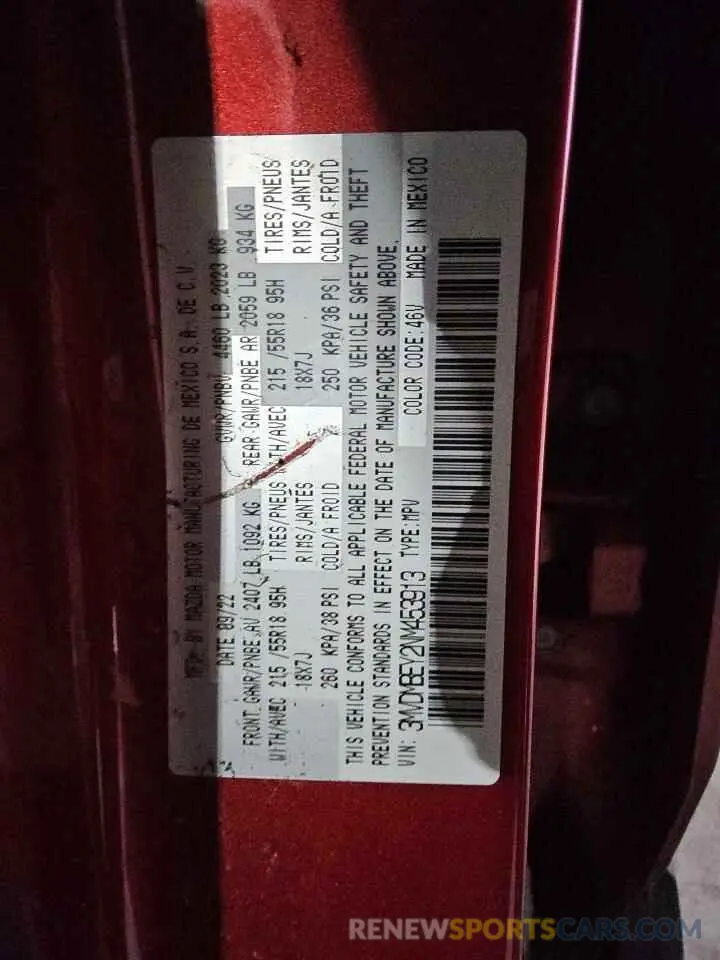 MFD. BY MAZDA MOTOR MANUFACTURING DE MEXICO S.A. DE C.V.
DATE 09/22 GVWR/PNBV 4460 LB 2023 KG
FRONT GAWR/PNBE AV 2407 LB 1092 KG REAR GAWR/PNBE AR 2059 LB 934 KG
WITH/AVEC 215 /55R18 95H TIRES/PNEUS WITH/AVEC 215 /55R18 95H TIRES/PNEUS
18X7J RIMS/JANTES 18X7J RIMS/JANTES
260 KPA/38 PSI COLD/A FROID 250 KPA/36 PSI COLD/A FROID
THIS VEHICLE CONFORMS TO ALL APPLICABLE FEDERAL MOTOR VEHICLE SAFETY AND THEFT
PREVENTION STANDARDS IN EFFECT ON THE DATE OF MANUFACTURE SHOWN ABOVE.
VIN: 3MVDMBEY2NM453913 TYPE:MPV COLOR CODE:46V MADE IN MEXICO
RENEWSPORTSCARS.COM